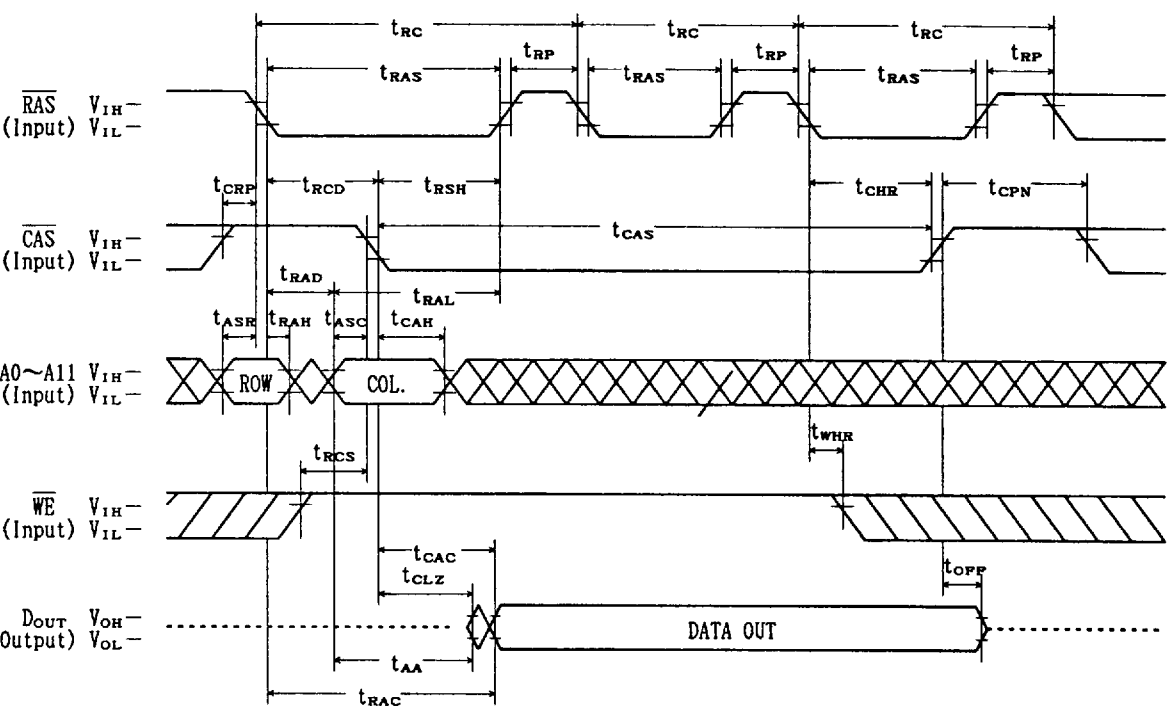 tRC tRC tRC
tRP tRP tRP
tRAS tRAS tRAS
RAS VIH
(Input) VIL
tCRP tRCD tRSH tCHR tCPN
CAS VIH
(Input) VIL
tCAS
tRAD tRAL
tASR tRAH tASC tCAH
A0~A11 VIH
(Input) VIL
ROW COL.
tWHR
tRCS
WE VIH
(Input) VIL
tCAC
tCLZ tOFF
DOUT VOH
Output) VOL
DATA OUT
tAA
tRAC